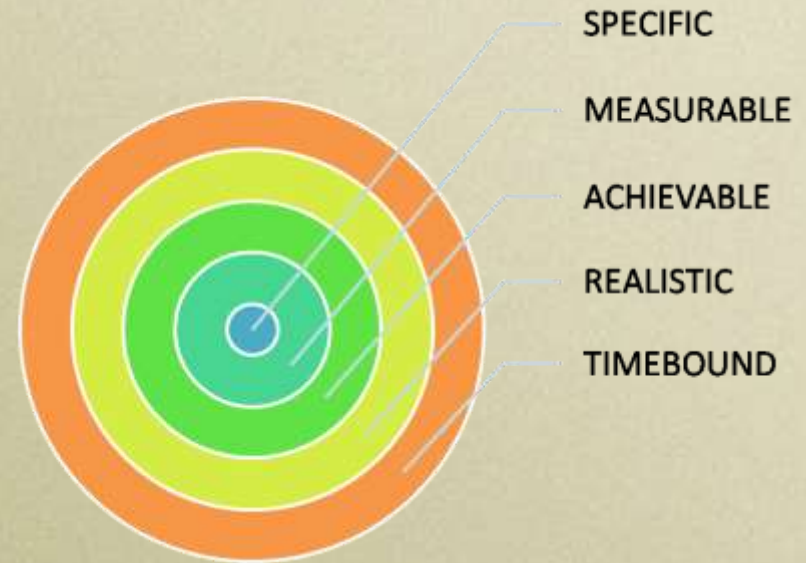 SPECIFIC
MEASURABLE
ACHIEVABLE
REALISTIC
TIMEBOUND